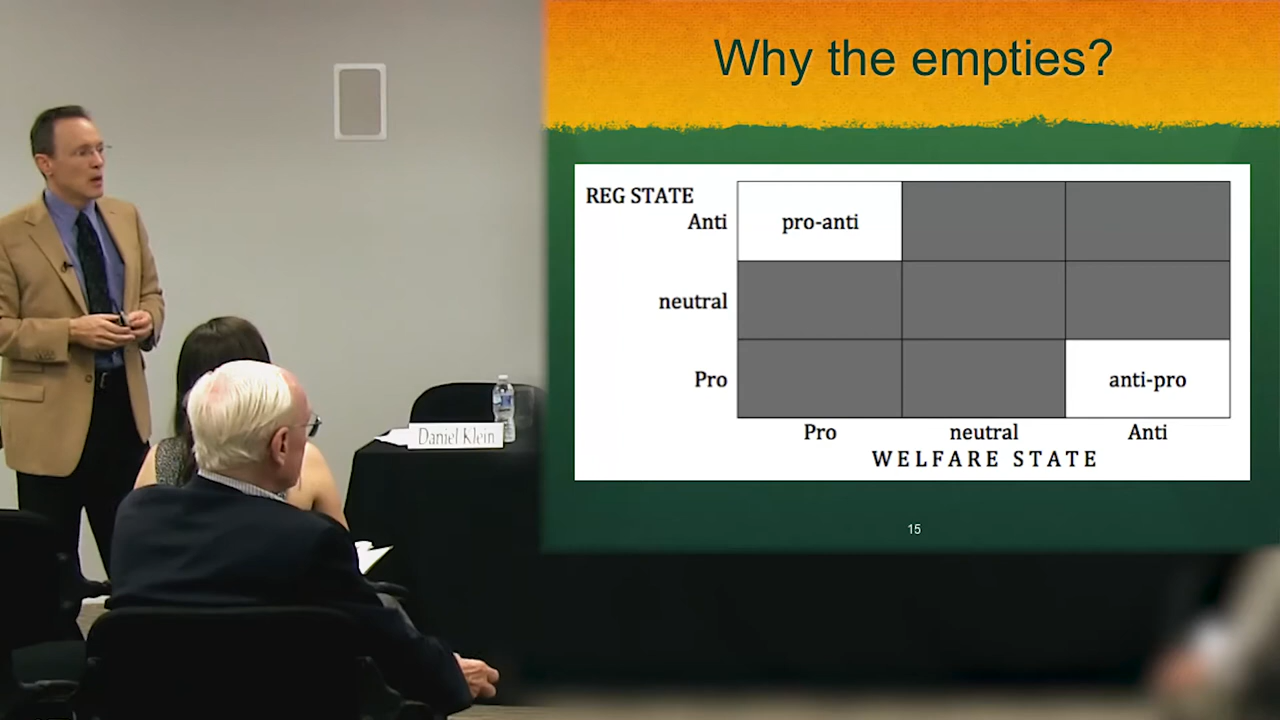 Why the empties?
REG STATE
Anti
pro-anti
neutral
Pro
anti-pro
Pro neutral Anti
WELFARE STATE
15
Daniel Klein